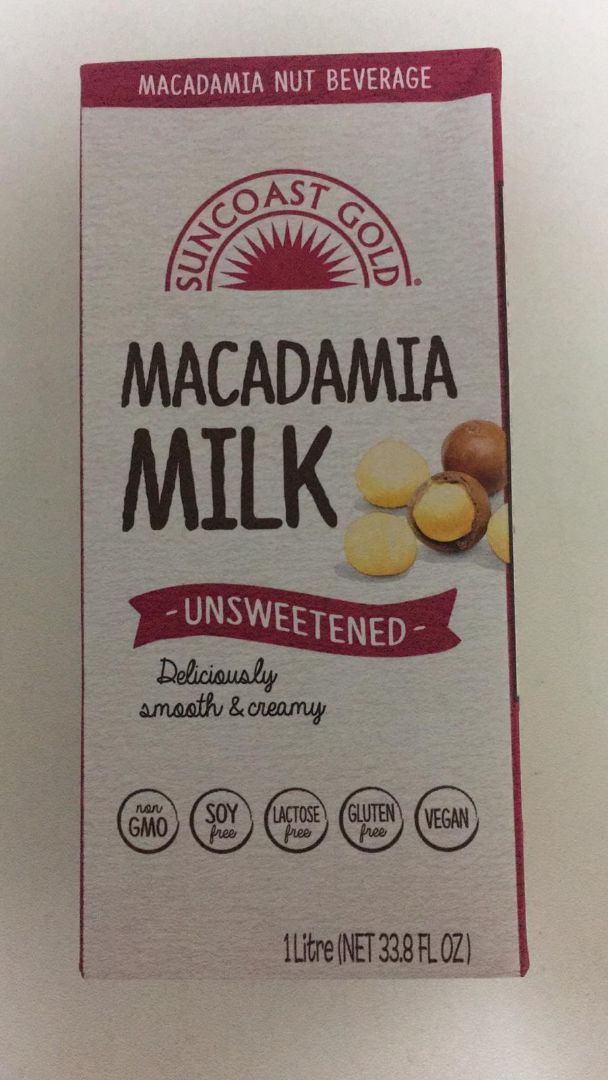 MACADAMIA NUT BEVERAGE
SUNCOAST GOLD
MACADAMIA
MILK
-UNSWEETENED-
Deliciously
smooth & creamy
non
GMO
SOY
free
LACTOSE
free
GLUTEN
free
VEGAN
1 Litre (NET 33.8 FL OZ)